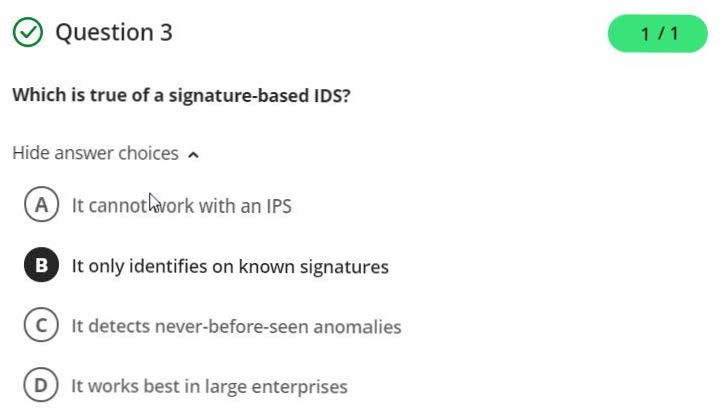 Question 3
1 / 1
Which is true of a signature-based IDS?
Hide answer choices
A It cannot work with an IPS
B It only identifies on known signatures
C It detects never-before-seen anomalies
D It works best in large enterprises